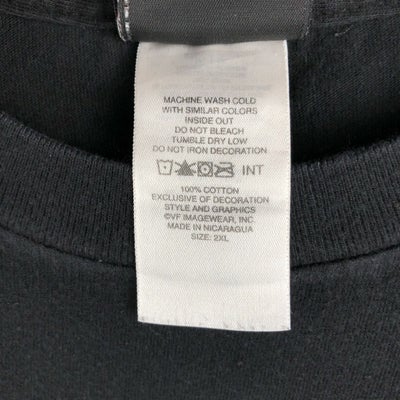 MACHINE WASH COLD
WITH SIMILAR COLORS
INSIDE OUT
DO NOT BLEACH
TUMBLE DRY LOW
DO NOT IRON DECORATION
INT
100% COTTON
EXCLUSIVE OF DECORATION
STYLE AND GRAPHICS
©VF IMAGEWEAR, INC.
MADE IN NICARAGUA
SIZE: 2XL